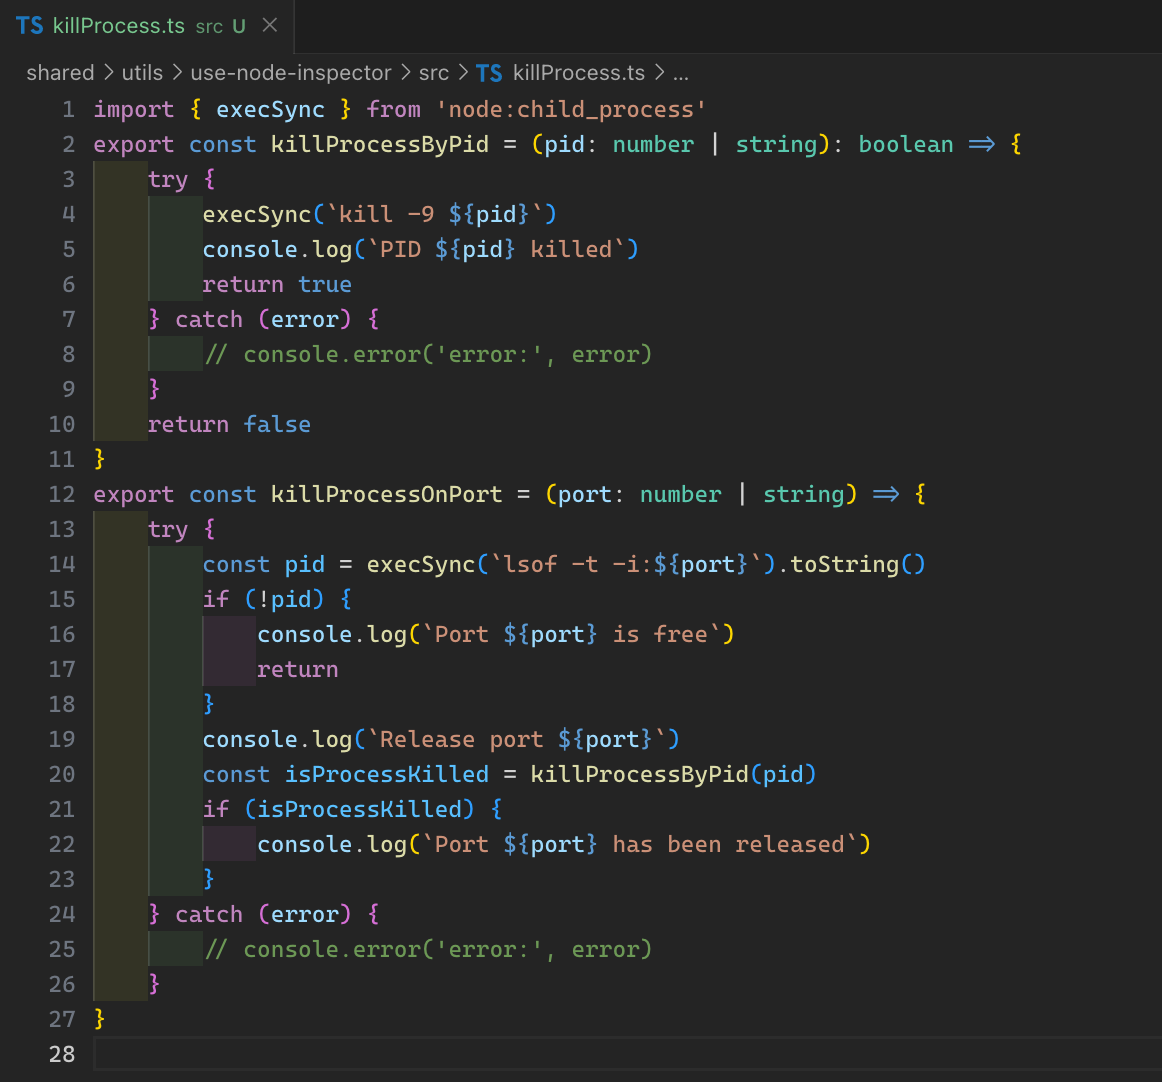 TS killProcess.ts src U ×
shared > utils > use-node-inspector > src > TS killProcess.ts > ...
1 import { execSync } from 'node:child_process'
2 export const killProcessByPid = (pid: number | string): boolean => {
3     try {
4         execSync(`kill -9 ${pid}`)
5         console.log(`PID ${pid} killed`)
6         return true
7     } catch (error) {
8         // console.error('error:', error)
9     }
10     return false
11 }
12 export const killProcessOnPort = (port: number | string) => {
13     try {
14         const pid = execSync(`lsof -t -i:${port}`).toString()
15         if (!pid) {
16             console.log(`Port ${port} is free`)
17             return
18         }
19         console.log(`Release port ${port}`)
20         const isProcessKilled = killProcessByPid(pid)
21         if (isProcessKilled) {
22             console.log(`Port ${port} has been released`)
23         }
24     } catch (error) {
25         // console.error('error:', error)
26     }
27 }
28